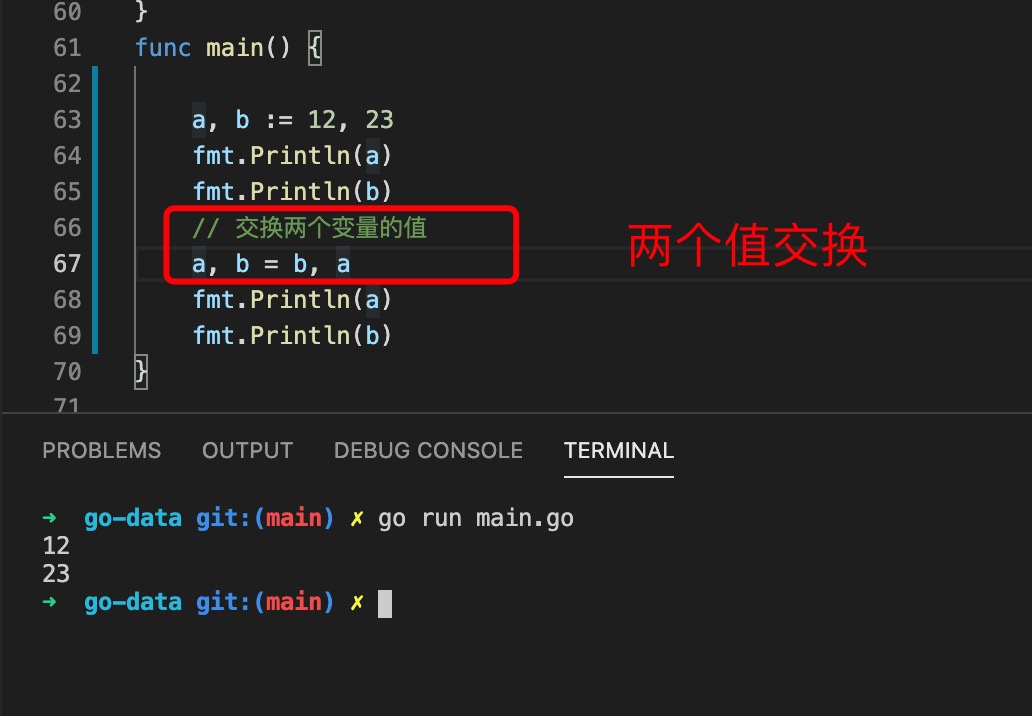 60 }
61 func main() {
62
63 a, b := 12, 23
64 fmt.Println(a)
65 fmt.Println(b)
66 // 交换两个变量的值
67 a, b = b, a
两个值交换
68 fmt.Println(a)
69 fmt.Println(b)
70 }
71
PROBLEMS OUTPUT DEBUG CONSOLE TERMINAL
➜ go-data git:(main) ✗ go run main.go
12
23
➜ go-data git:(main) ✗